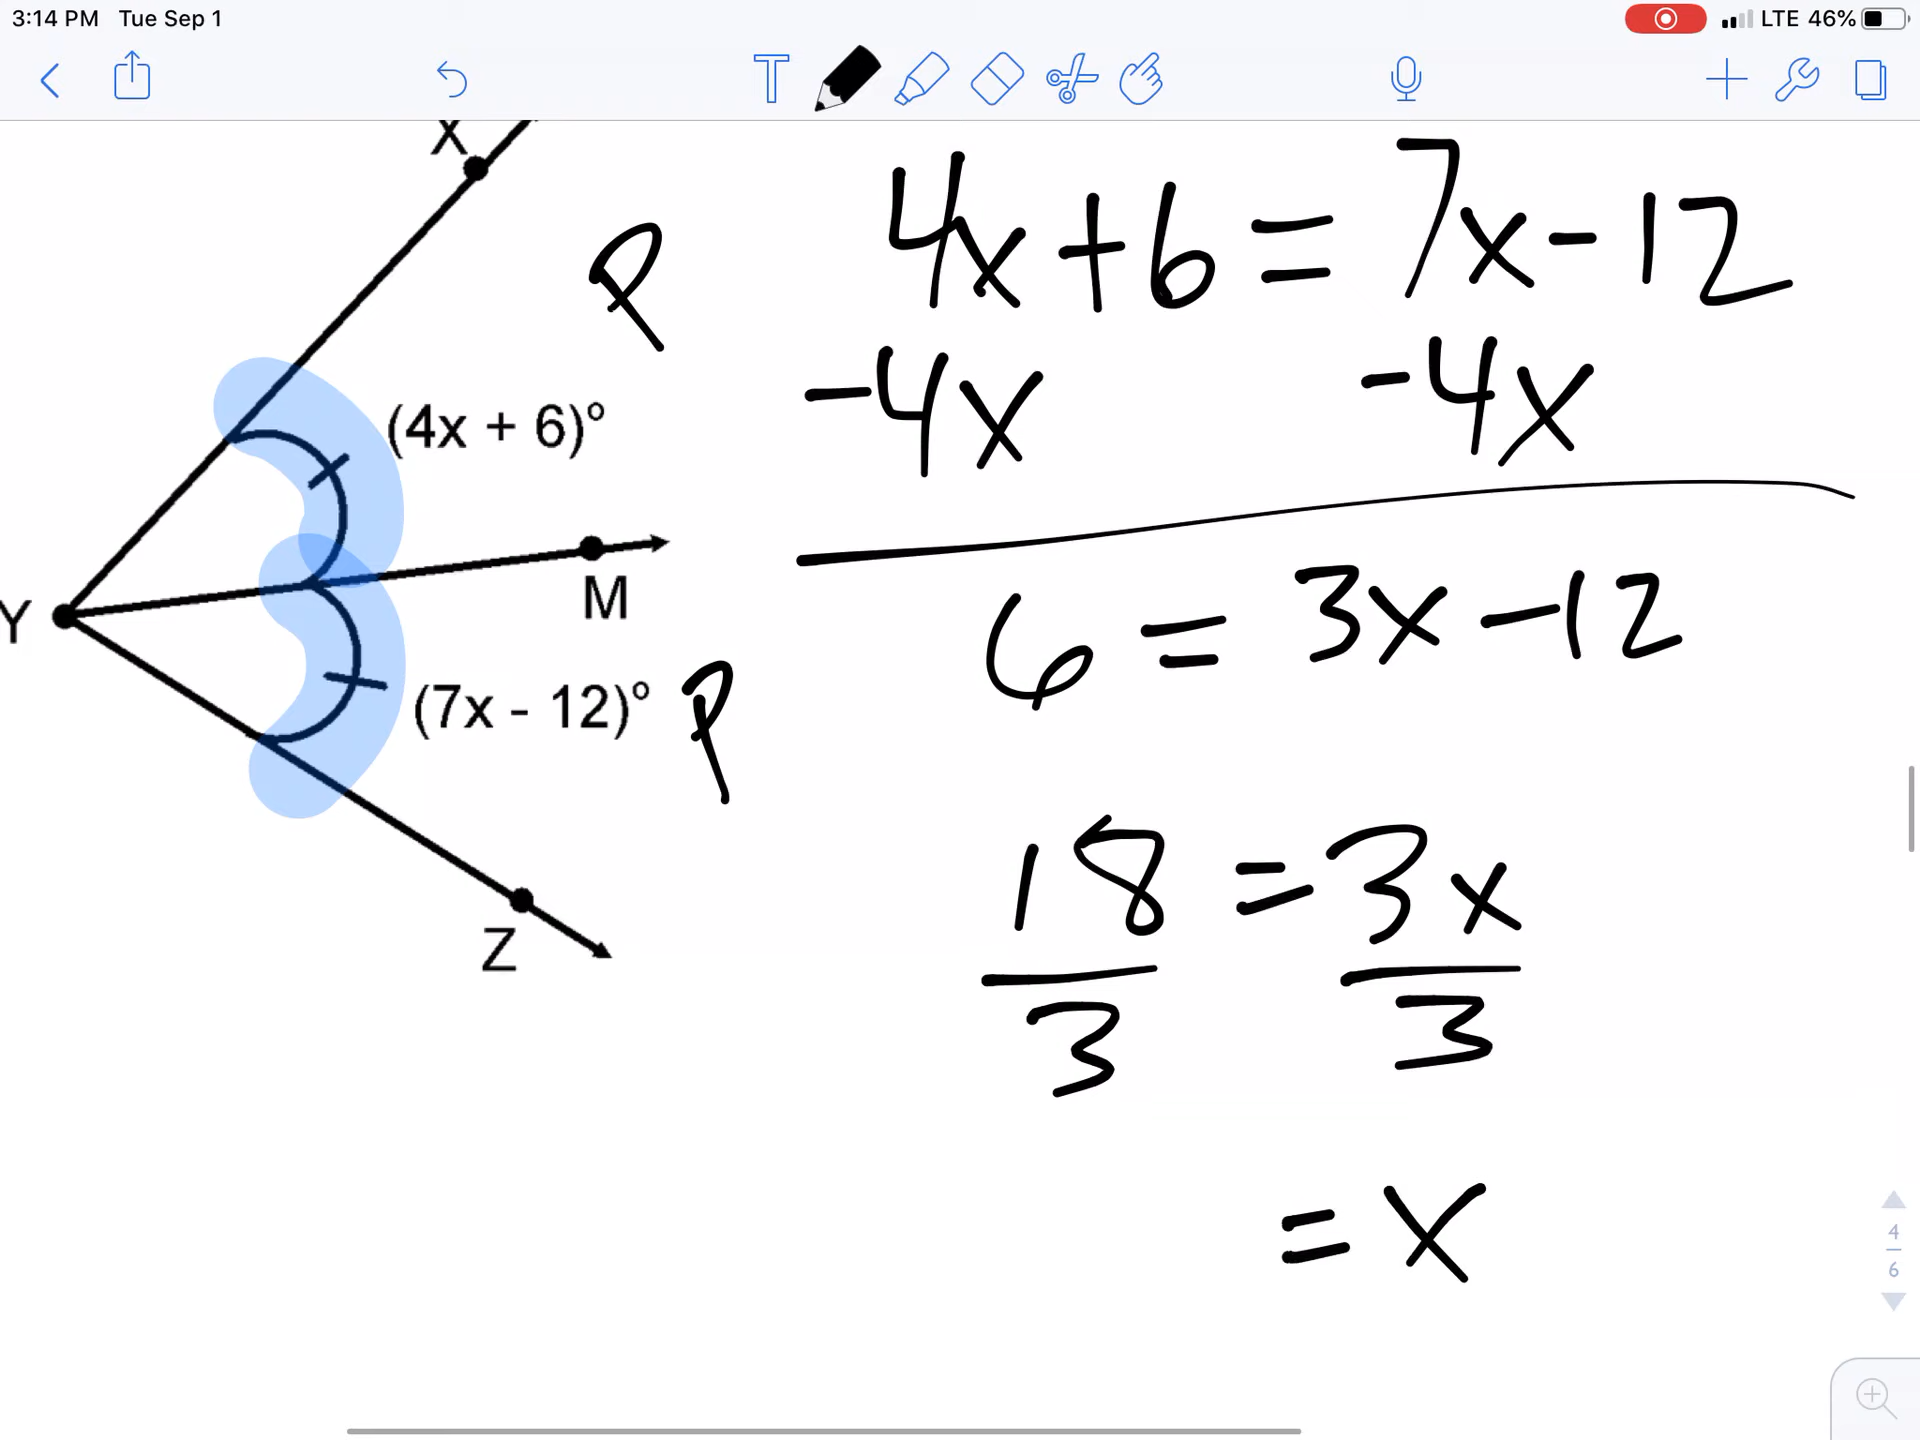 3:14 PM Tue Sep 1
LTE 46%
T
X
P
4x+6=7x-12
-4x -4x
(4x + 6)º
M
Y
6=3x-12
(7x - 12)º
P
18=3x
3 3
Z
=x
4
6